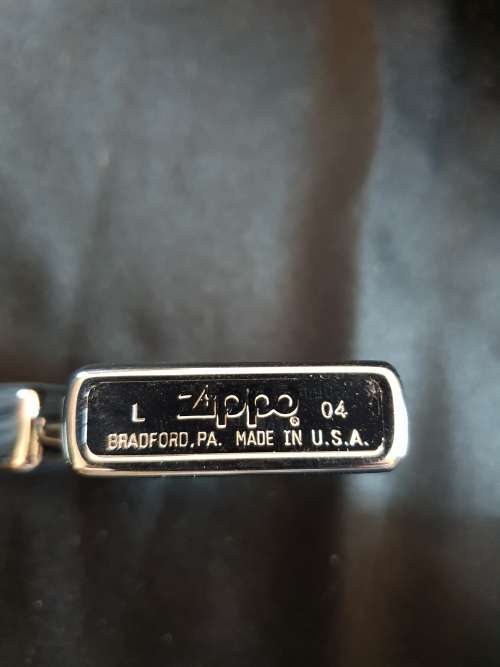 L Zippo® 04
BRADFORD, PA. MADE IN U.S.A.